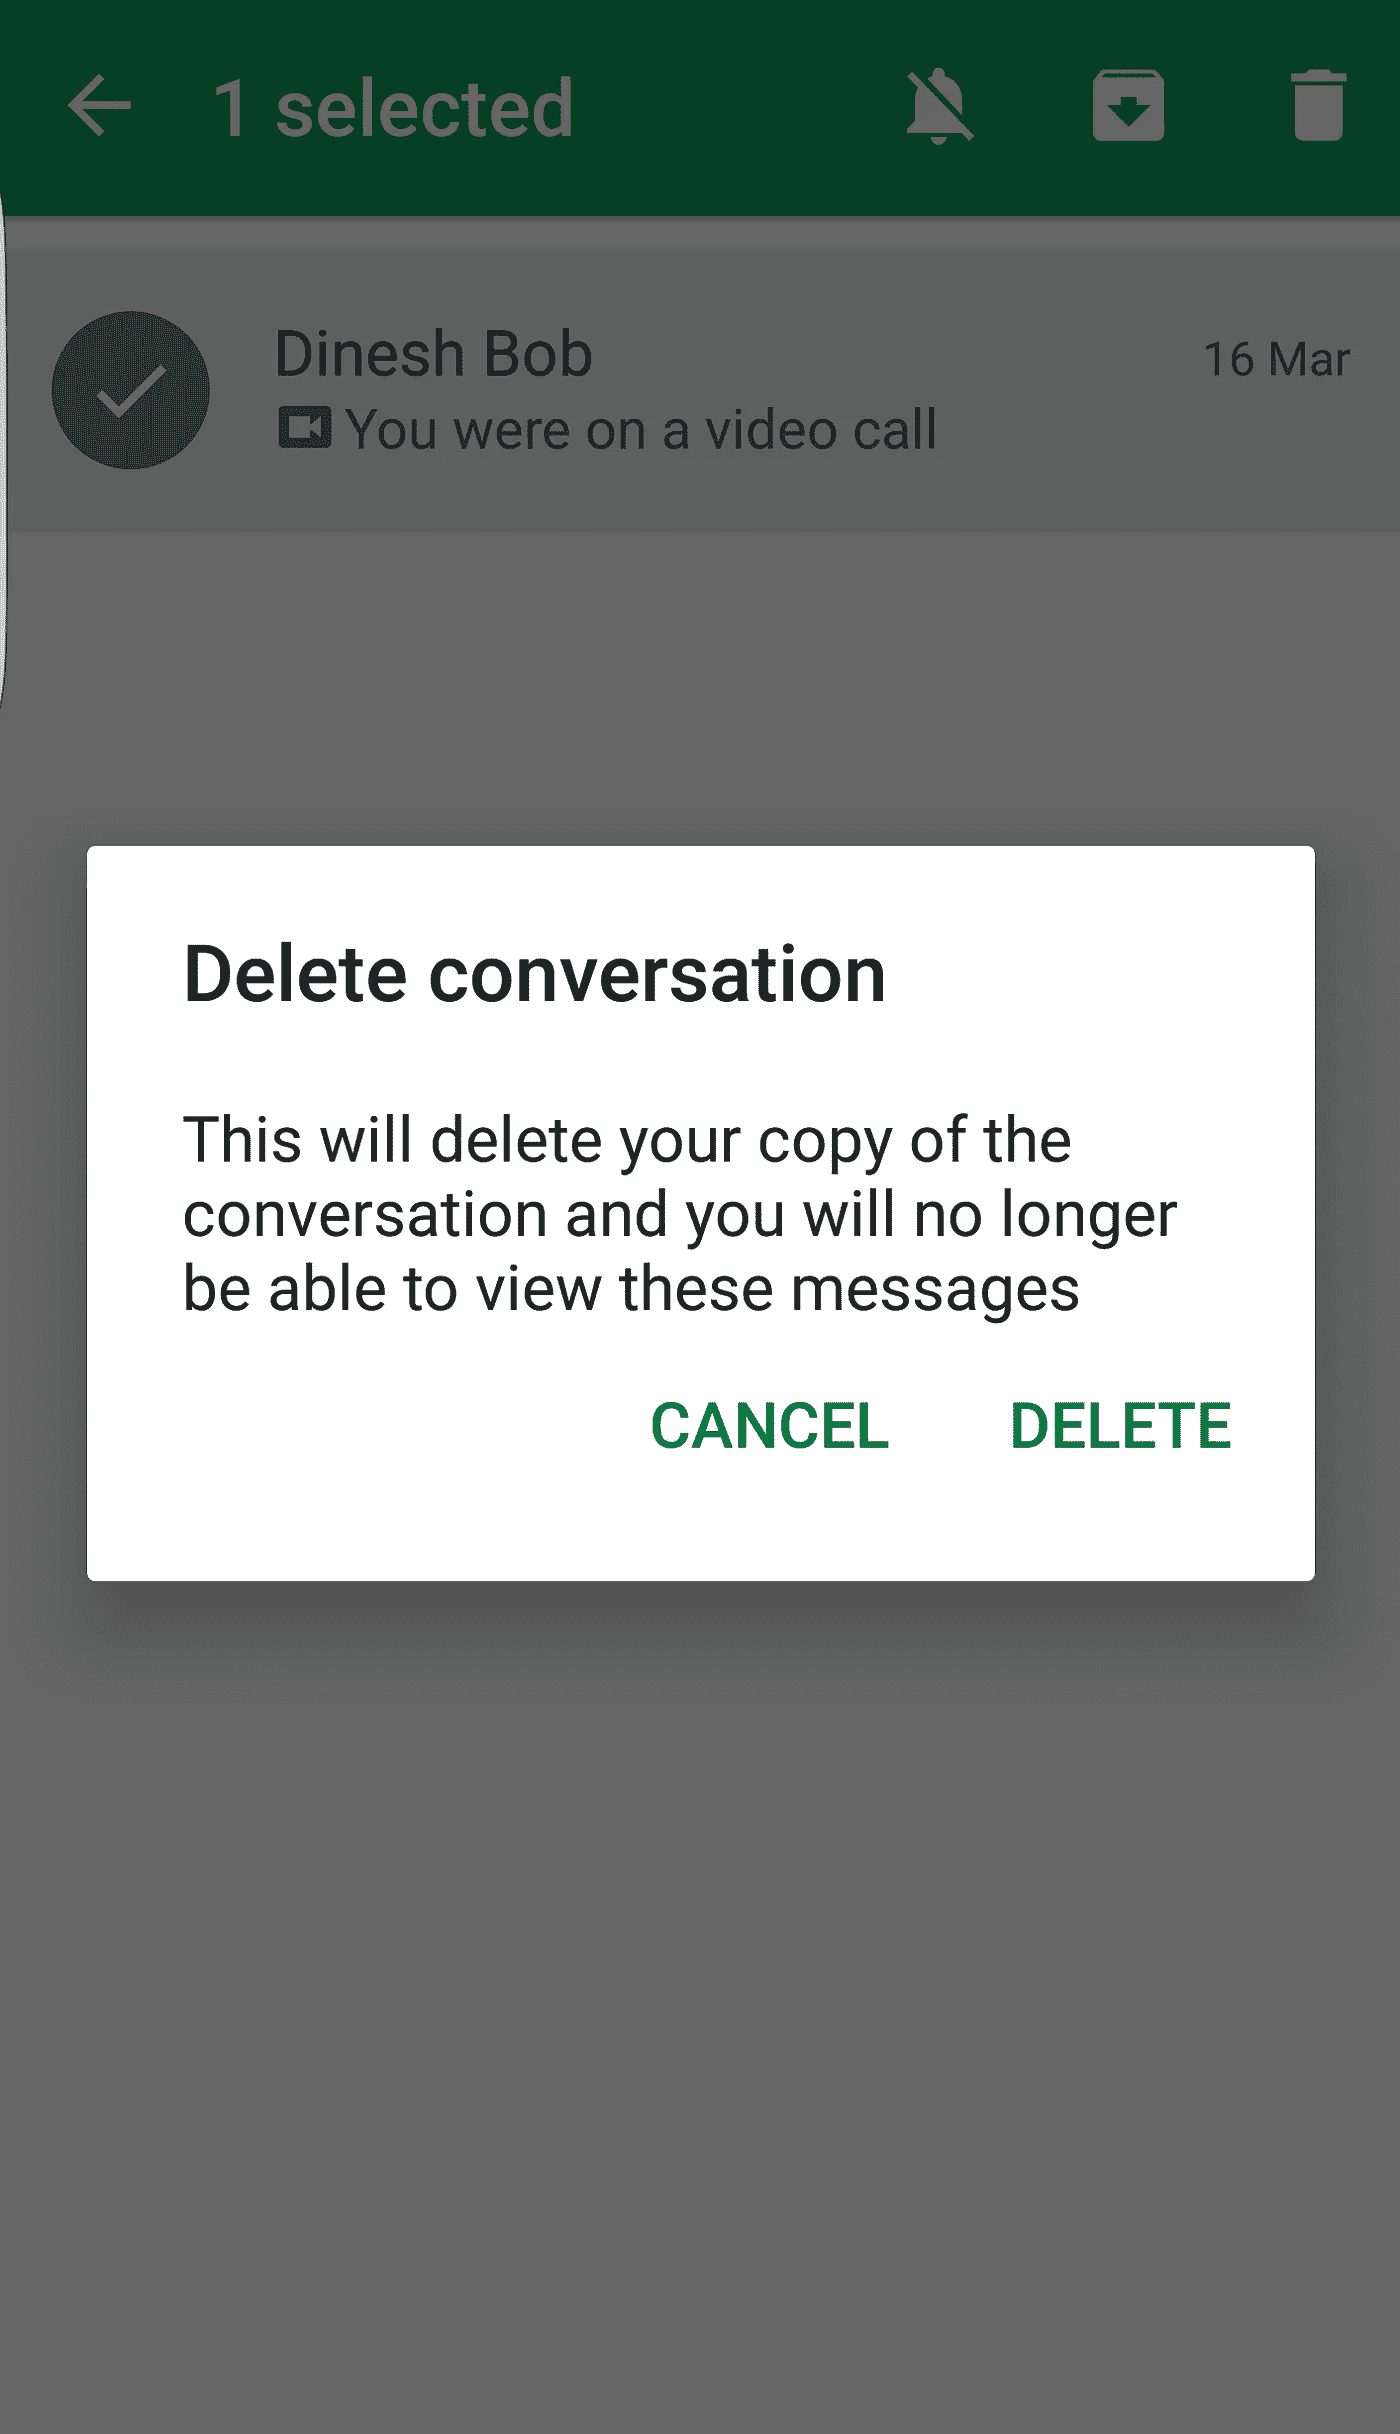 1 selected
Dinesh Bob
16 Mar
You were on a video call
Delete conversation
This will delete your copy of the
conversation and you will no longer
be able to view these messages
CANCEL
DELETE